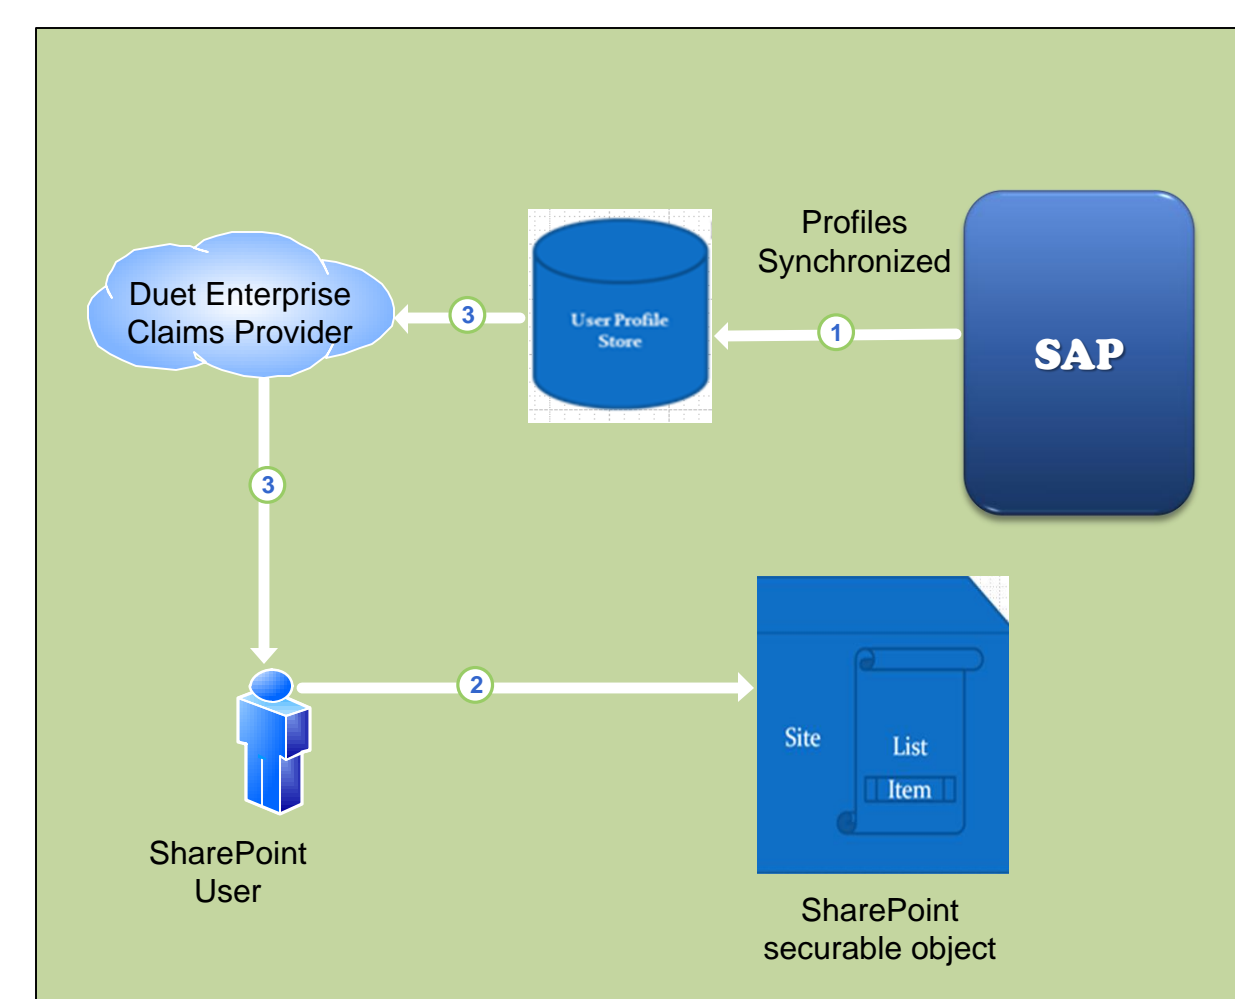 Profiles
Synchronized
Duet Enterprise
Claims Provider
3
User Profile
Store
1
SAP
3
2
Site
List
Item
SharePoint
User
SharePoint
securable object